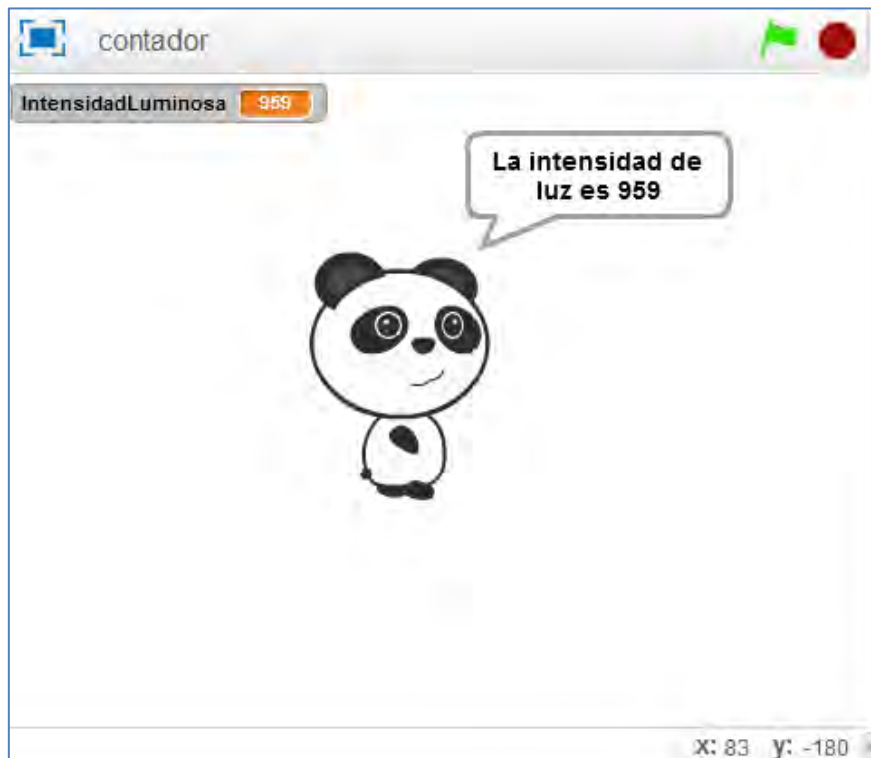 contador
IntensidadLuminosa 959
La intensidad de
luz es 959
x: 83 y: -180